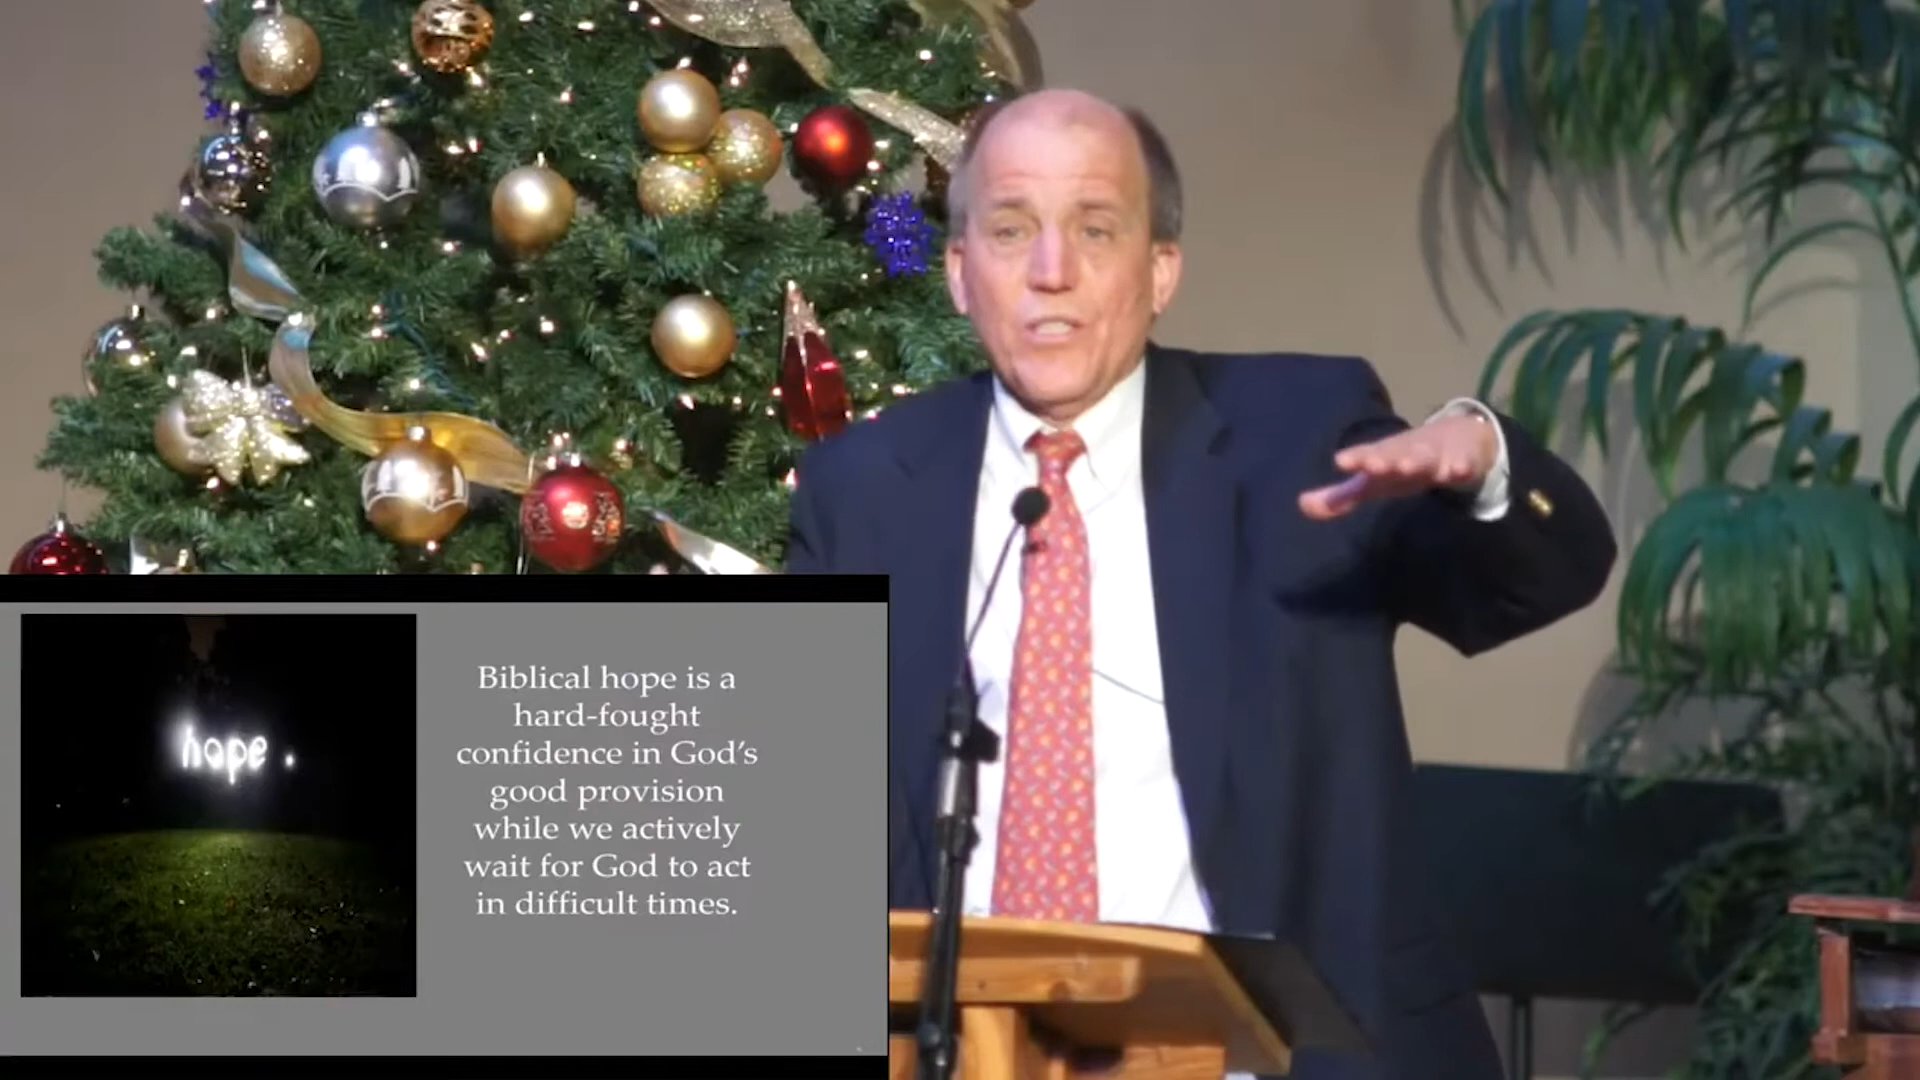 hope.
Biblical hope is a
hard-fought
confidence in God's
good provision
while we actively
wait for God to act
in difficult times.